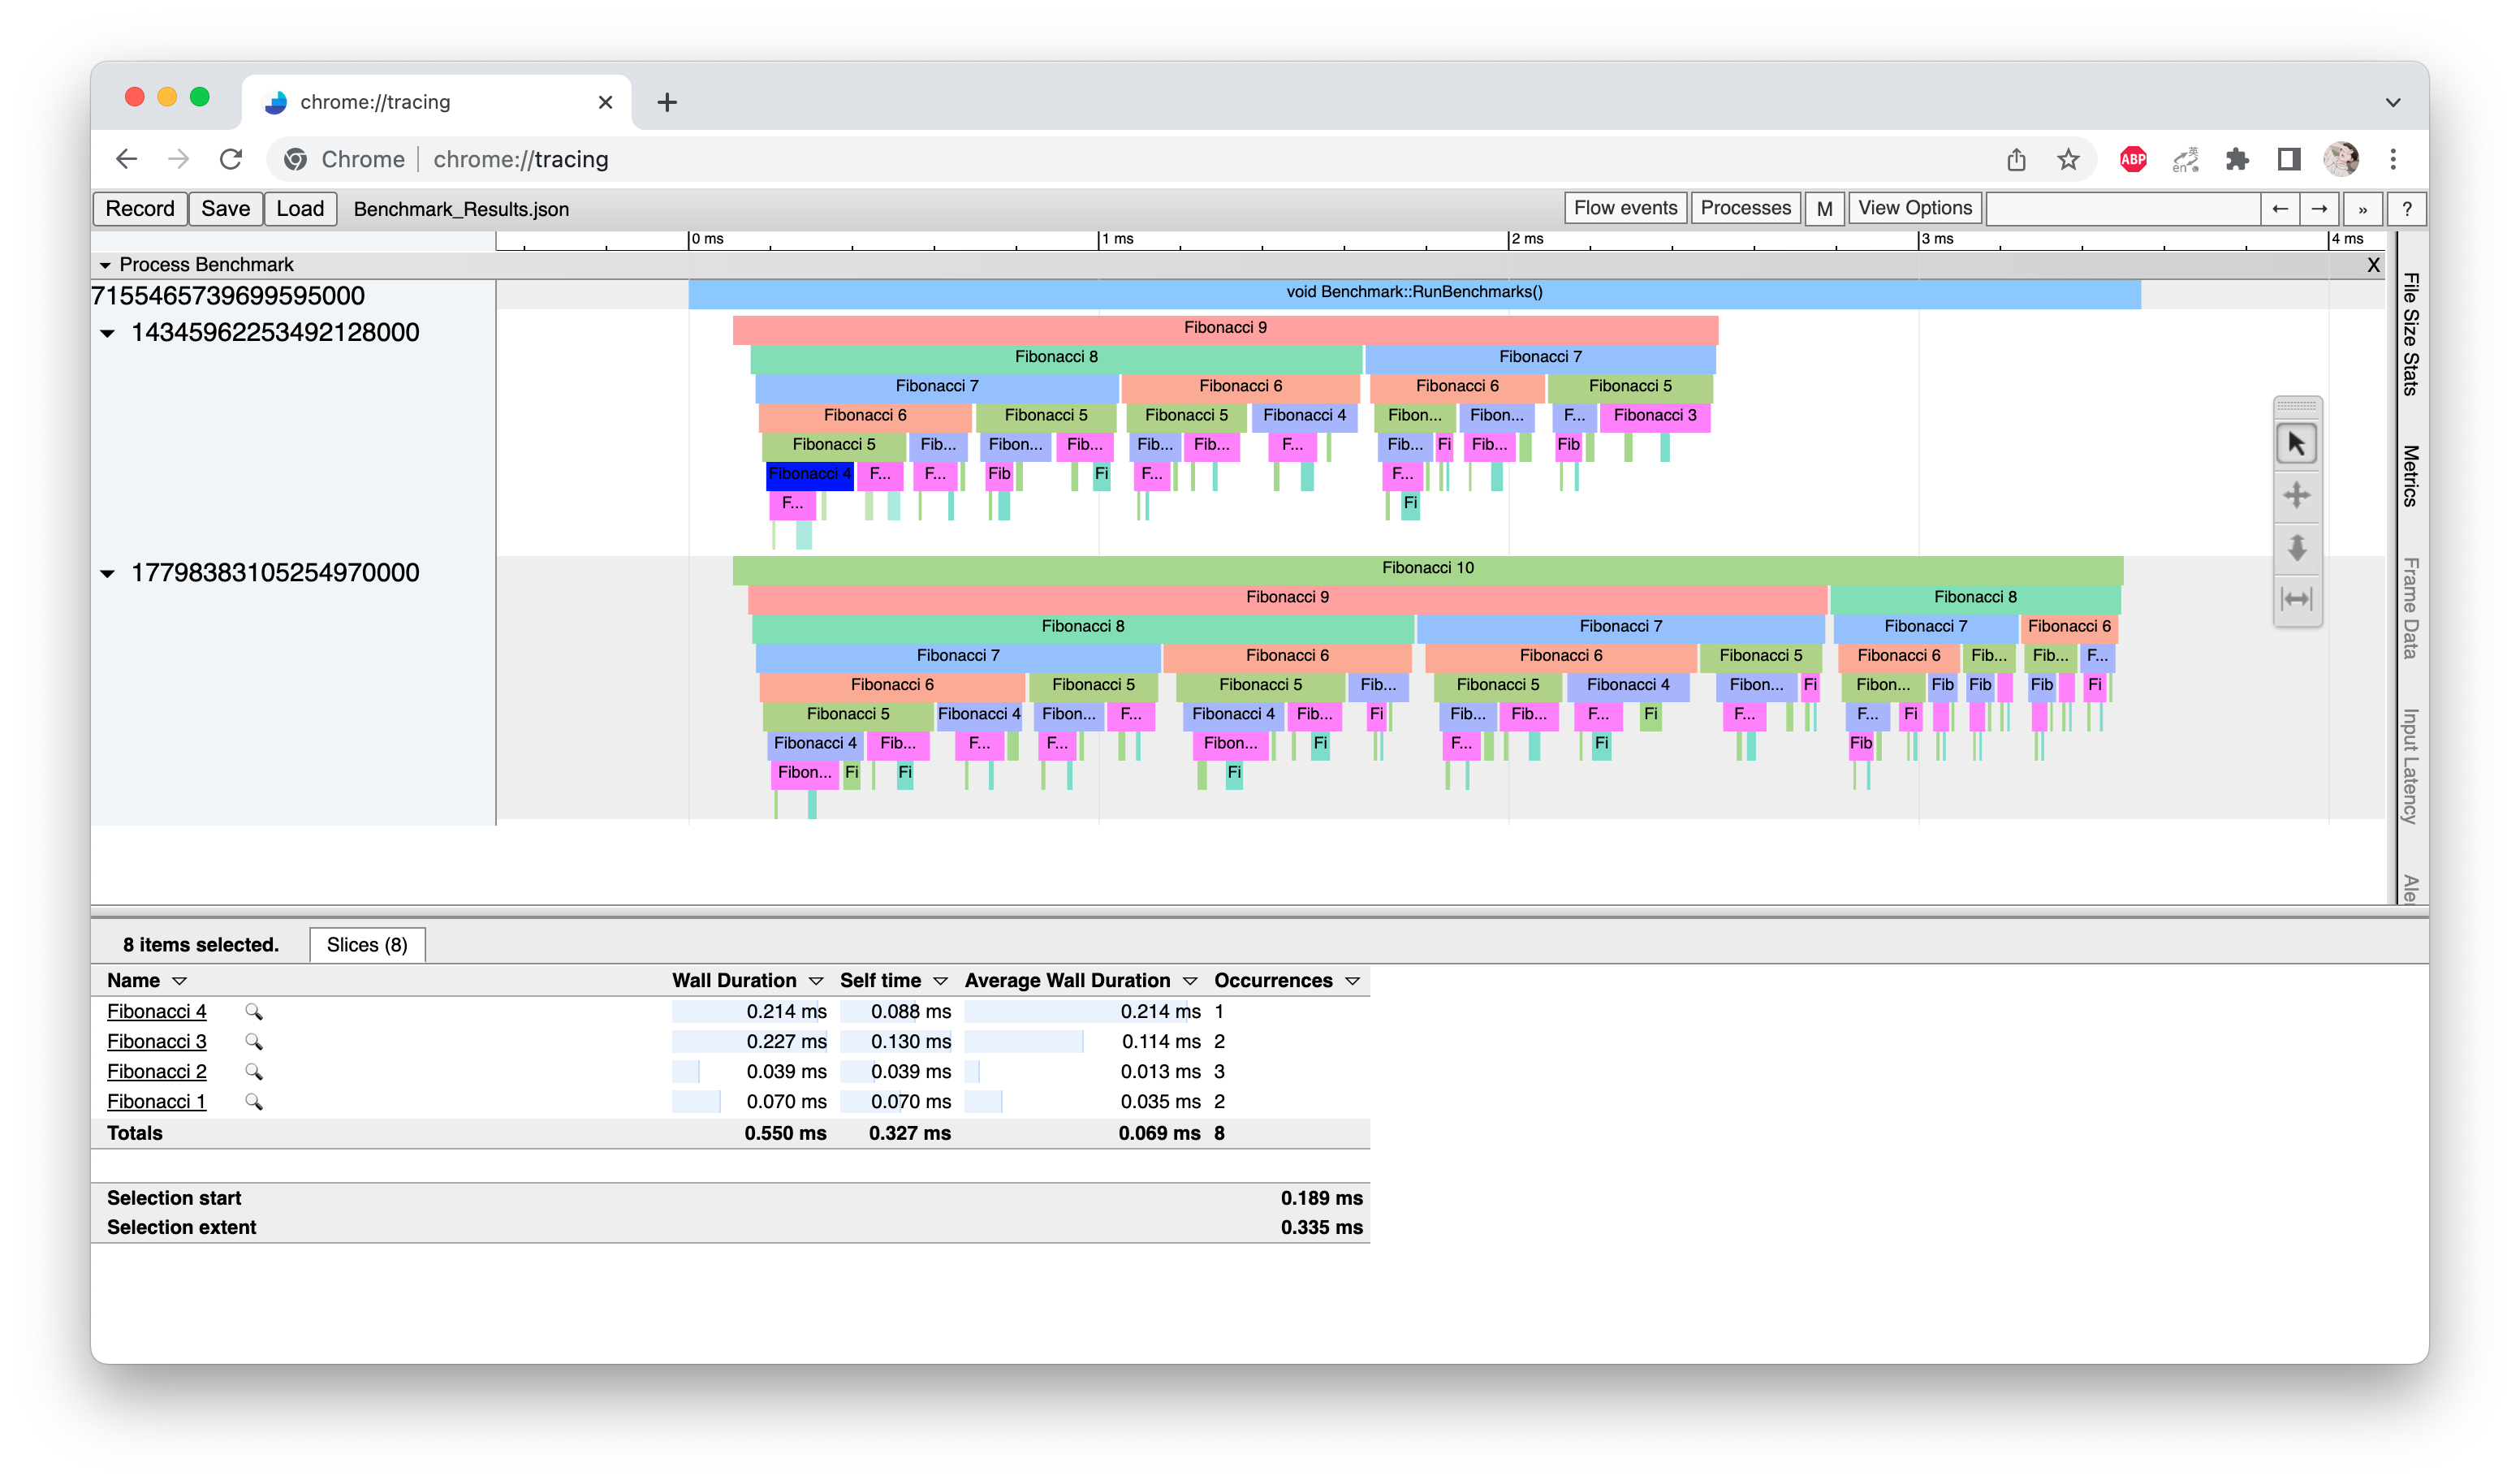 chrome://tracing
Chrome chrome://tracing
ABP
英
en
Record Save Load Benchmark_Results.json Flow events Processes M View Options ← → » ?
0 ms 1 ms 2 ms 3 ms 4 ms
Process Benchmark X
7155465739699595000 void Benchmark::RunBenchmarks()
14345962253492128000 Fibonacci 9
Fibonacci 8 Fibonacci 7
Fibonacci 7 Fibonacci 6 Fibonacci 6 Fibonacci 5
Fibonacci 6 Fibonacci 5 Fibonacci 5 Fibonacci 4 Fibon... Fibon... F... Fibonacci 3
Fibonacci 5 Fib... Fibon... Fib... Fib... Fib... F... Fib... Fi Fib... Fib
Fibonacci 4 F... F... Fib Fi F... F...
F... Fi
17798383105254970000 Fibonacci 10
Fibonacci 9 Fibonacci 8
Fibonacci 8 Fibonacci 7 Fibonacci 7 Fibonacci 6
Fibonacci 7 Fibonacci 6 Fibonacci 6 Fibonacci 5 Fibonacci 6 Fib... Fib... F...
Fibonacci 6 Fibonacci 5 Fibonacci 5 Fib... Fibonacci 5 Fibonacci 4 Fibon... Fi Fibon... Fib Fib Fib Fi
Fibonacci 5 Fibonacci 4 Fibon... F... Fibonacci 4 Fib... Fi Fib... Fib... F... Fi F... F... Fi
Fibonacci 4 Fib... F... F... Fibon... Fi F... Fi Fib
Fibon... Fi Fi Fi
File Size Stats
Metrics
Frame Data
Input Latency
8 items selected. Slices (8)
Name Wall Duration Self time Average Wall Duration Occurrences
Fibonacci 4 0.214 ms 0.088 ms 0.214 ms 1
Fibonacci 3 0.227 ms 0.130 ms 0.114 ms 2
Fibonacci 2 0.039 ms 0.039 ms 0.013 ms 3
Fibonacci 1 0.070 ms 0.070 ms 0.035 ms 2
Totals 0.550 ms 0.327 ms 0.069 ms 8
Selection start 0.189 ms
Selection extent 0.335 ms